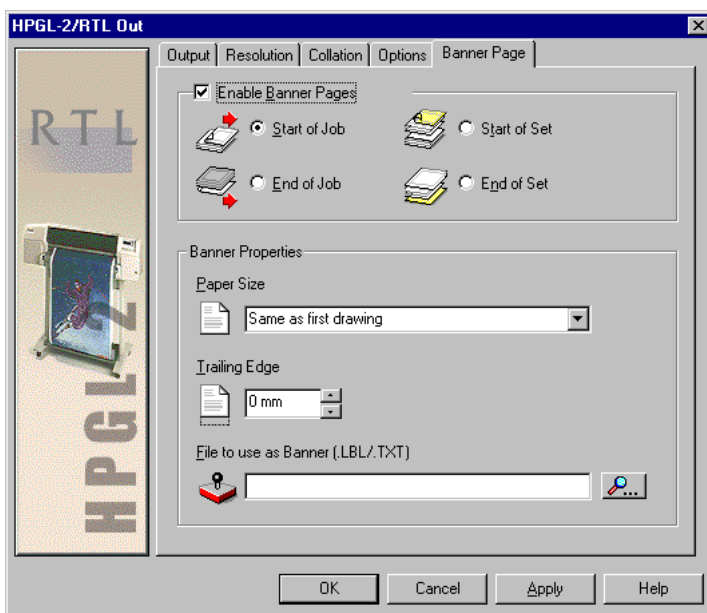 HPGL-2/RTL Out
Output Resolution Collation Options Banner Page
RTL
HPGL 2
Enable Banner Pages
Start of Job
Start of Set
End of Job
End of Set
Banner Properties
Paper Size
Same as first drawing
Trailing Edge
0 mm
File to use as Banner (.LBL/.TXT)
...
OK Cancel Apply Help